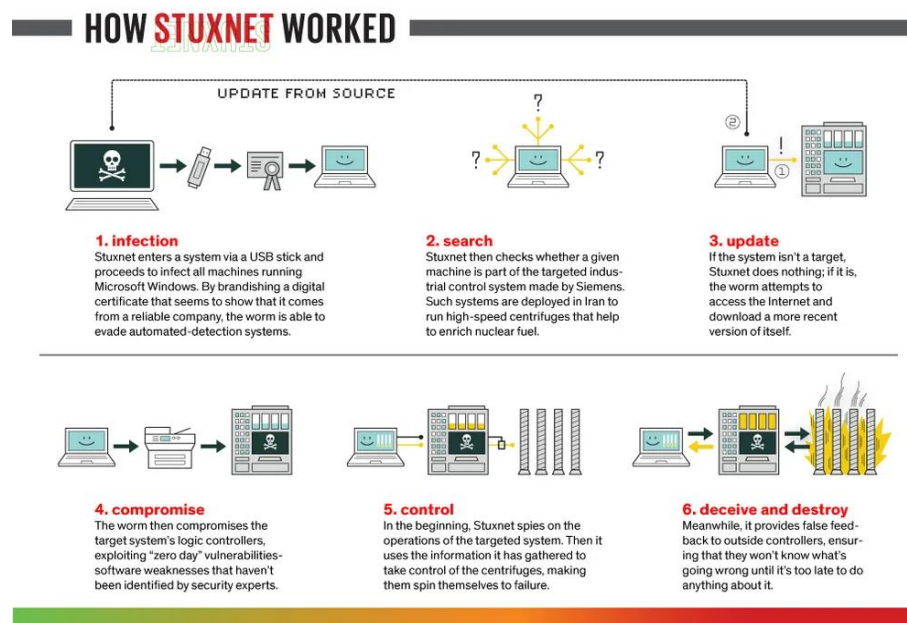 HOW STUXNET WORKED
UPDATE FROM SOURCE
?
?
?
2
!
1
1. infection
Stuxnet enters a system via a USB stick and
proceeds to infect all machines running
Microsoft Windows. By brandishing a digital
certificate that seems to show that it comes
from a reliable company, the worm is able to
evade automated-detection systems.
2. search
Stuxnet then checks whether a given
machine is part of the targeted indus-
trial control system made by Siemens.
Such systems are deployed in Iran to
run high-speed centrifuges that help
to enrich nuclear fuel.
3. update
If the system isn't a target,
Stuxnet does nothing; if it is,
the worm attempts to
access the Internet and
download a more recent
version of itself.
4. compromise
The worm then compromises the
target system's logic controllers,
exploiting “zero day” vulnerabilities-
software weaknesses that haven't
been identified by security experts.
5. control
In the beginning, Stuxnet spies on the
operations of the targeted system. Then it
uses the information it has gathered to
take control of the centrifuges, making
them spin themselves to failure.
6. deceive and destroy
Meanwhile, it provides false feed-
back to outside controllers, ensur-
ing that they won't know what's
going wrong until it's too late to do
anything about it.